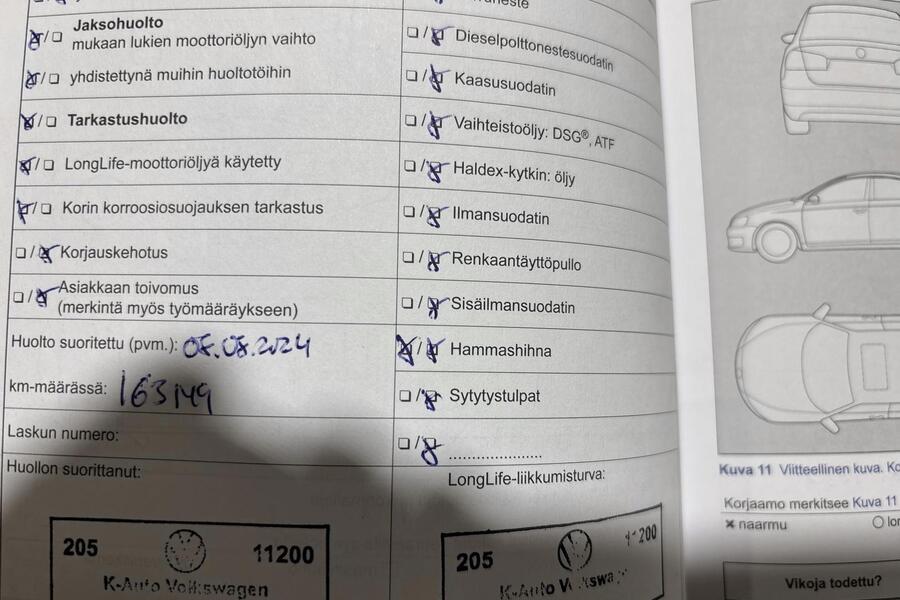 Jaksohuolto
mukaan lukien moottoriöljyn vaihto
yhdistettynä muihin huoltotöihin
Tarkastushuolto
LongLife-moottoriöljyä käytetty
Korin korroosiosuojauksen tarkastus
Korjauskehotus
Asiakkaan toivomus
(merkintä myös työmääräykseen)
Huolto suoritettu (pvm.): 08.08.2024
km-määrässä: 163149
Laskun numero:
Huollon suorittanut:
205 11200
K-Auto Volkswagen
Dieselpolttonestesuodatin
Kaasusuodatin
Vaihteistoöljy: DSG®, ATF
Haldex-kytkin: öljy
Ilmansuodatin
Renkaantäyttöpullo
Sisäilmansuodatin
Hammashihna
Sytytystulpat
......................
LongLife-liikkumisturva:
205 11200
K-Auto
Kuva 11 Viitteellinen kuva.
Korjaamo merkitsee Kuva 11
naarmu
Vikoja todettu?